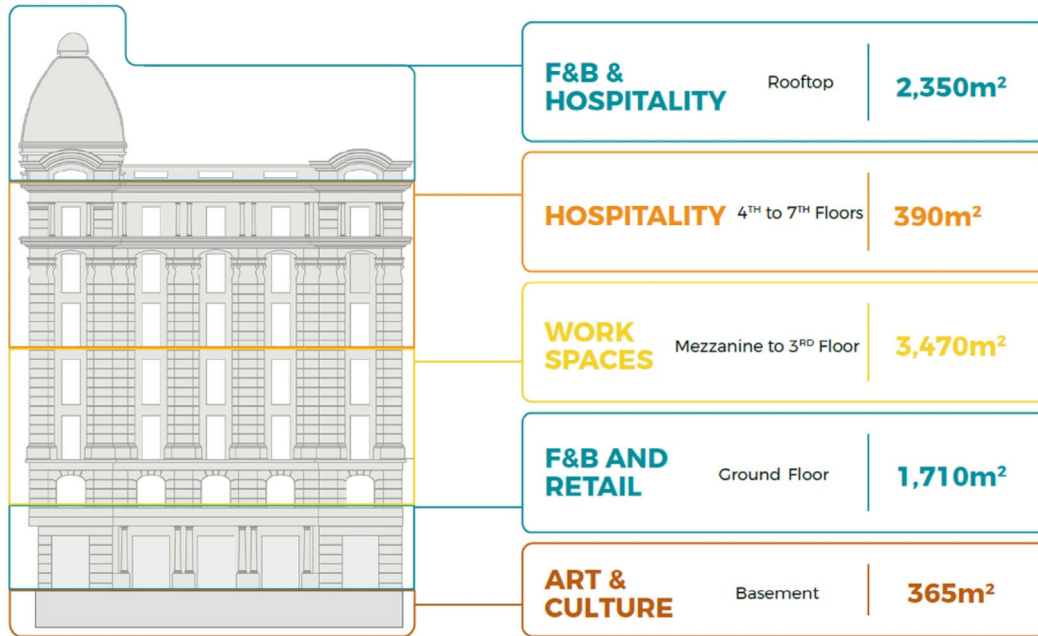 F&B &
HOSPITALITY
Rooftop
2,350m²
HOSPITALITY
4TH to 7TH Floors
390m²
WORK
SPACES
Mezzanine to 3RD Floor
3,470m²
F&B AND
RETAIL
Ground Floor
1,710m²
ART &
CULTURE
Basement
365m²